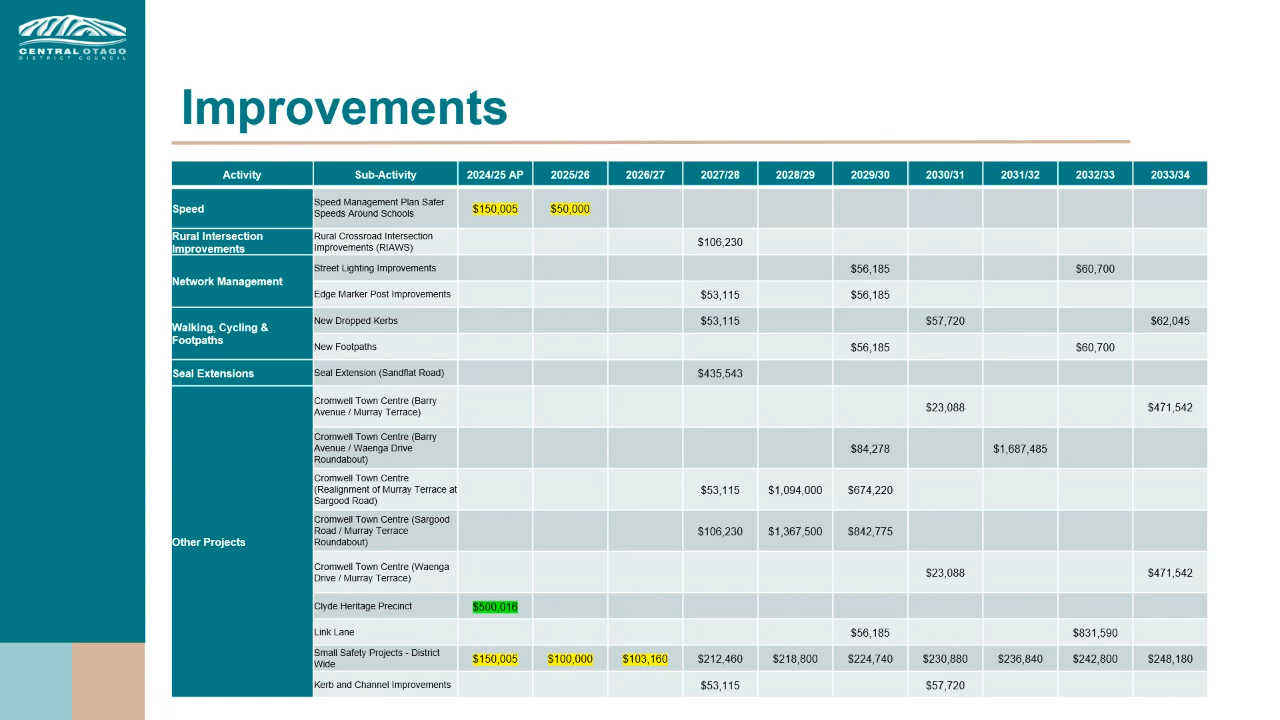 CENTRAL OTAGO
DISTRICT COUNCIL
Improvements
Activity Sub-Activity 2024/25 AP 2025/26 2026/27 2027/28 2028/29 2029/30 2030/31 2031/32 2032/33 2033/34
Speed
Speed Management Plan Safer
Speeds Around Schools
$150,005 $50,000
Rural Intersection
Improvements
Rural Crossroad Intersection
Improvements (RIAWS)
$106,230
Network Management
Street Lighting Improvements $56,185 $60,700
Edge Marker Post Improvements $53,115 $56,185
Walking, Cycling &
Footpaths
New Dropped Kerbs $53,115 $57,720 $62,045
New Footpaths $56,185 $60,700
Seal Extensions Seal Extension (Sandflat Road) $435,543
Other Projects
Cromwell Town Centre (Barry
Avenue / Murray Terrace)
$23,088 $471,542
Cromwell Town Centre (Barry
Avenue / Waenga Drive
Roundabout)
$84,278 $1,687,485
Cromwell Town Centre
(Realignment of Murray Terrace at
Sargood Road)
$53,115 $1,094,000 $674,220
Cromwell Town Centre (Sargood
Road / Murray Terrace
Roundabout)
$106,230 $1,367,500 $842,775
Cromwell Town Centre (Waenga
Drive / Murray Terrace)
$23,088 $471,542
Clyde Heritage Precinct $500,016
Link Lane $56,185 $831,590
Small Safety Projects - District
Wide
$150,005 $100,000 $103,160 $212,460 $218,800 $224,740 $230,880 $236,840 $242,800 $248,180
Kerb and Channel Improvements $53,115 $57,720